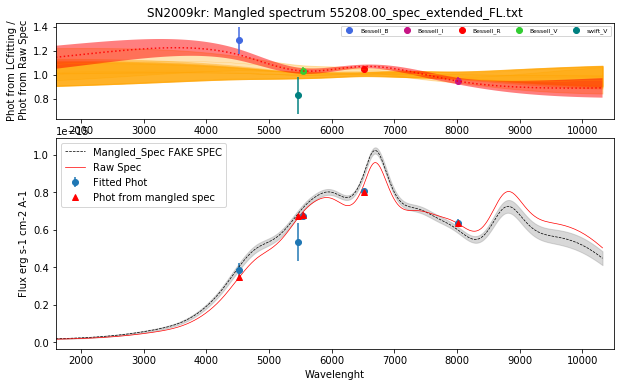 SN2009kr: Mangled spectrum 55208.00_spec_extended_FL.txt
Phot from LCfitting /
Phot from Raw Spec
1.4
1.2
1.0
0.8
Bessell_B
Bessell_I
Bessell_R
Bessell_V
swift_V
2000
3000
4000
5000
6000
7000
8000
9000
10000
Flux erg s-1 cm-2 A-1
1.0
0.8
0.6
0.4
0.2
0.0
Mangled_Spec FAKE SPEC
Raw Spec
Fitted Phot
Phot from mangled spec
2000
3000
4000
5000
6000
7000
8000
9000
10000
Wavelenght